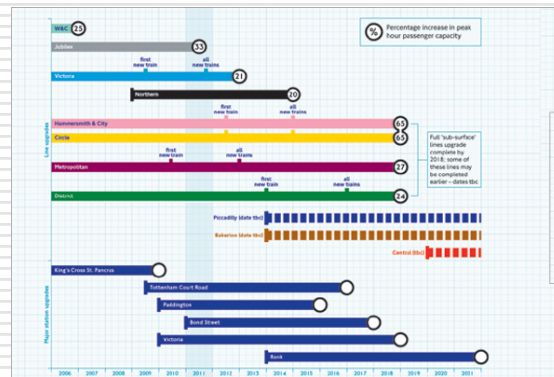 W&C 25
% Percentage increase in peak
hour passenger capacity
Jubilee 33
first
new train
all
new trains
Victoria 21
Northern 20
first
new train
all
new trains
Hammersmith & City 65
Circle 65
first
new train
all
new trains
Metropolitan 27
first
new train
all
new trains
District 24
Full 'sub-surface'
lines upgrade
complete by
2018; some of
these lines may
be completed
earlier – dates tbc
Line upgrades
Piccadilly (date tbc)
Bakerloo (date tbc)
Central (tbc)
King's Cross St. Pancras
Tottenham Court Road
Paddington
Bond Street
Victoria
Bank
Major station upgrades
2006 2007 2008 2009 2010 2011 2012 2013 2014 2015 2016 2017 2018 2019 2020 2021